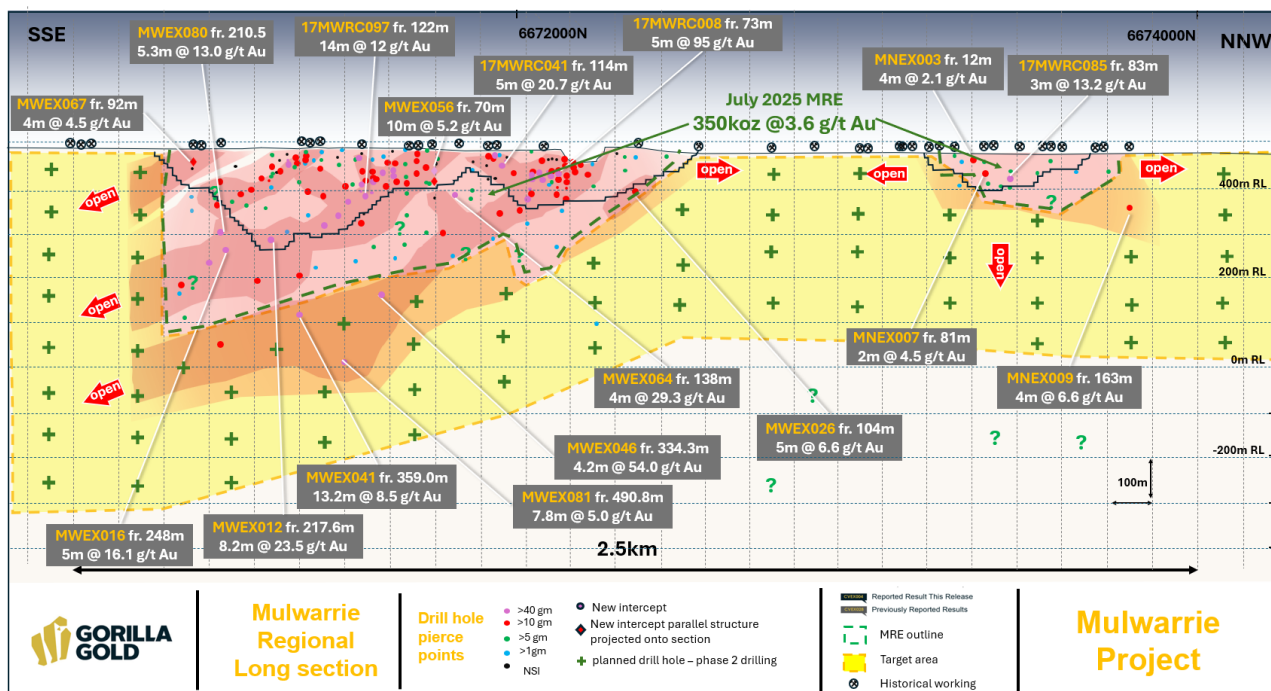 SSE
MWEX080 fr. 210.5
5.3m @ 13.0 g/t Au
17MWRC097 fr. 122m
14m @ 12 g/t Au
6672000N
17MWRC008 fr. 73m
5m @ 95 g/t Au
6674000N
NNW
17MWRC041 fr. 114m
5m @ 20.7 g/t Au
MNEX003 fr. 12m
4m @ 2.1 g/t Au
17MWRC085 fr. 83m
3m @ 13.2 g/t Au
MWEX067 fr. 92m
4m @ 4.5 g/t Au
MWEX056 fr. 70m
10m @ 5.2 g/t Au
July 2025 MRE
350koz @3.6 g/t Au
open
open
open
open
400m RL
?
?
?
?
?
open
200m RL
open
MNEX007 fr. 81m
2m @ 4.5 g/t Au
0m RL
open
MWEX064 fr. 138m
4m @ 29.3 g/t Au
MNEX009 fr. 163m
4m @ 6.6 g/t Au
?
MWEX026 fr. 104m
5m @ 6.6 g/t Au
?
?
MWEX046 fr. 334.3m
4.2m @ 54.0 g/t Au
-200m RL
MWEX041 fr. 359.0m
13.2m @ 8.5 g/t Au
?
MWEX081 fr. 490.8m
7.8m @ 5.0 g/t Au
100m
MWEX016 fr. 248m
5m @ 16.1 g/t Au
MWEX012 fr. 217.6m
8.2m @ 23.5 g/t Au
2.5km
GORILLA
GOLD
Mulwarrie
Regional
Long section
Drill hole
pierce
points
>40 gm
>10 gm
>5 gm
>1gm
NSI
New intercept
New intercept parallel structure
projected onto section
planned drill hole – phase 2 drilling
Reported Result This Release
Previously Reported Results
MRE outline
Target area
Historical working
Mulwarrie
Project